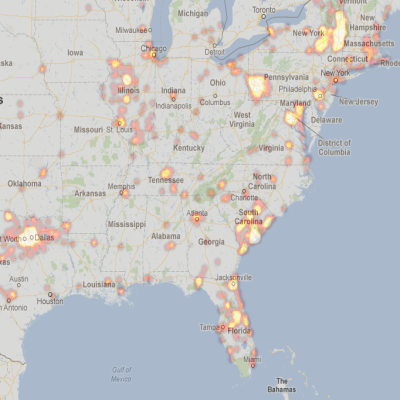 Michigan
Toronto
New
Hampshire
Milwaukee
New York
Massachusetts
Detroit
Iowa
Chicago
Connecticut
Rhode
New York
Pennsylvania
Ohio
Illinois
Indiana
Philadelphia
Indianapolis
Columbus
Maryland
New Jersey
West
Virginia
Delaware
Missouri
St. Louis
Kansas
District of
Columbia
Kentucky
Virginia
Oklahoma
Tennessee
North
Carolina
Arkansas
Memphis
Charlotte
Atlanta
South
Carolina
Mississippi
Alabama
Georgia
Dallas
Worth
Austin
Houston
Louisiana
Jacksonville
San Antonio
Tampa
Florida
Miami
Gulf of
Mexico
The
Bahamas